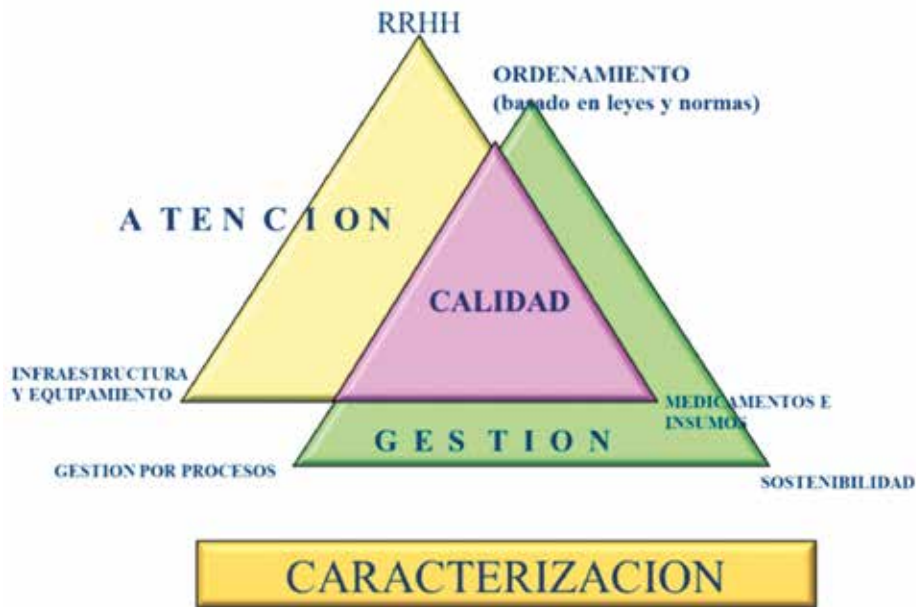 RRHH
ORDENAMIENTO
(basado en leyes y normas)
A T E N C I O N
CALIDAD
INFRAESTRUCTURA
Y EQUIPAMIENTO
MEDICAMENTOS E
INSUMOS
G E S T I O N
GESTION POR PROCESOS
SOSTENIBILIDAD
CARACTERIZACION